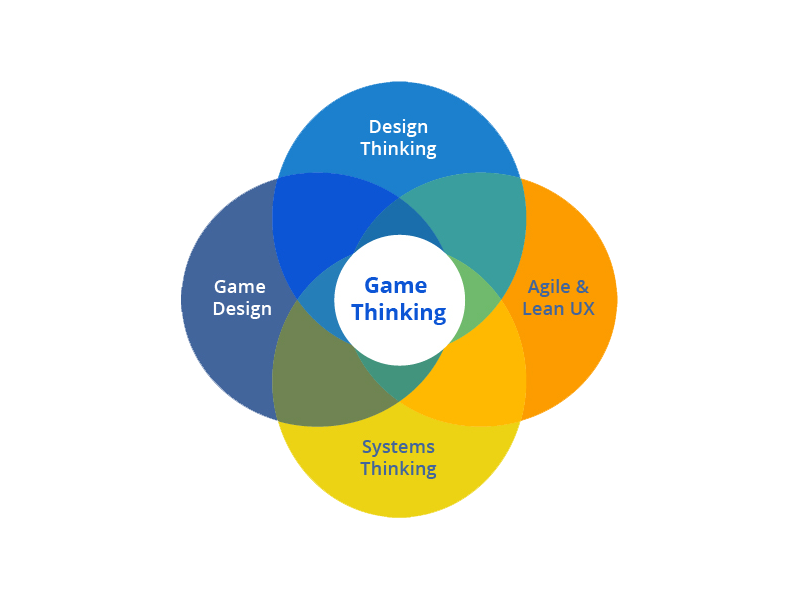 Design
Thinking
Game
Design
Game
Thinking
Agile &
Lean UX
Systems
Thinking